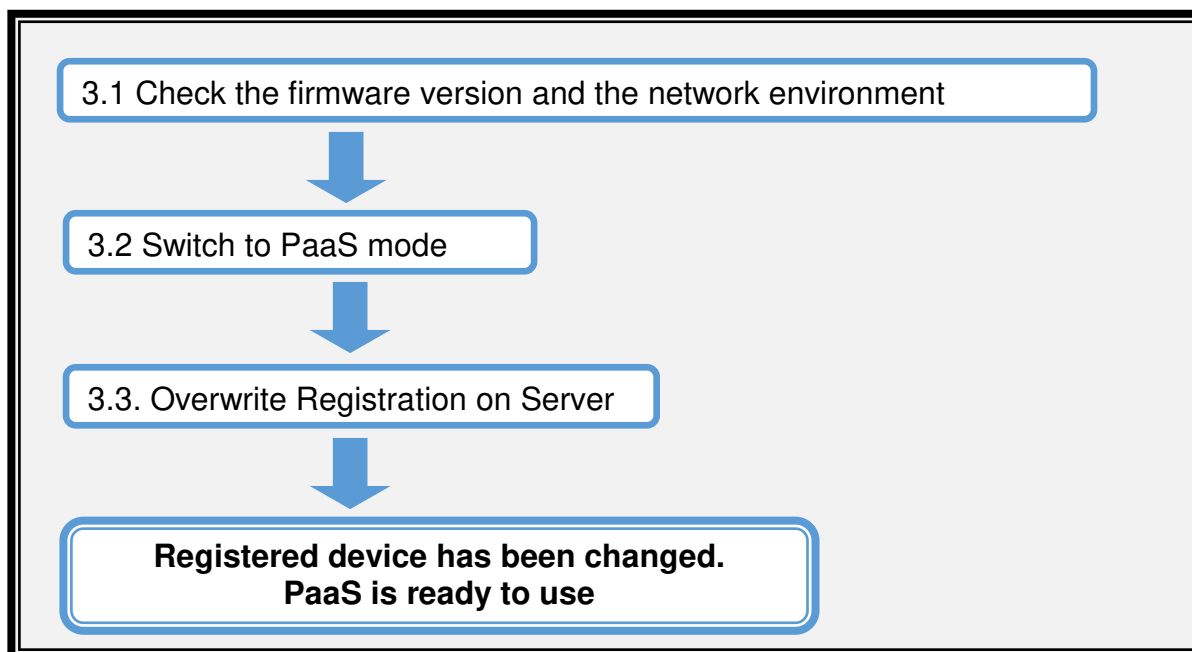 3.1 Check the firmware version and the network environment
3.2 Switch to PaaS mode
3.3. Overwrite Registration on Server
Registered device has been changed.
PaaS is ready to use